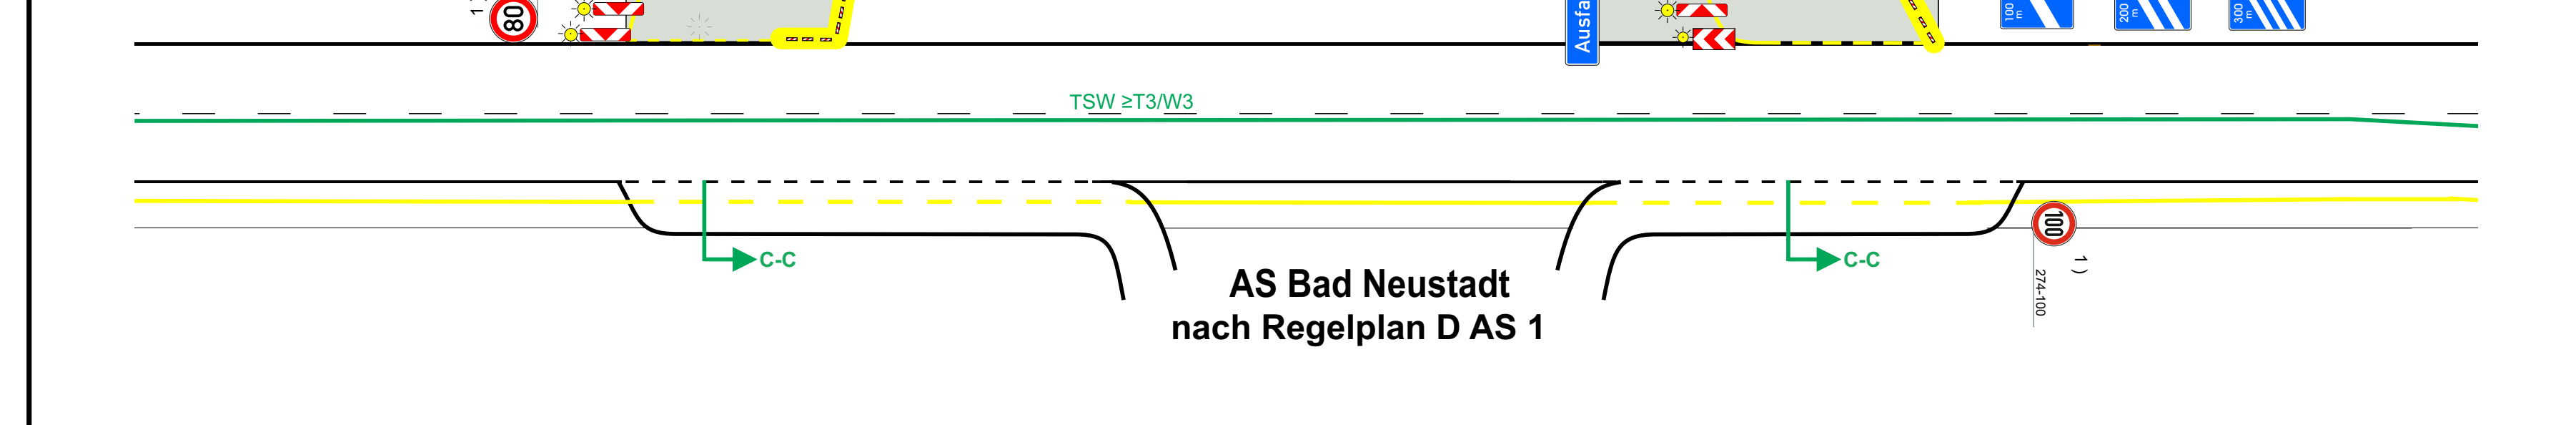 1
80
Ausfa
100 m
200 m
300 m
TSW ≥T3/W3
C-C
C-C
100
1 )
274-100
AS Bad Neustadt
nach Regelplan D AS 1